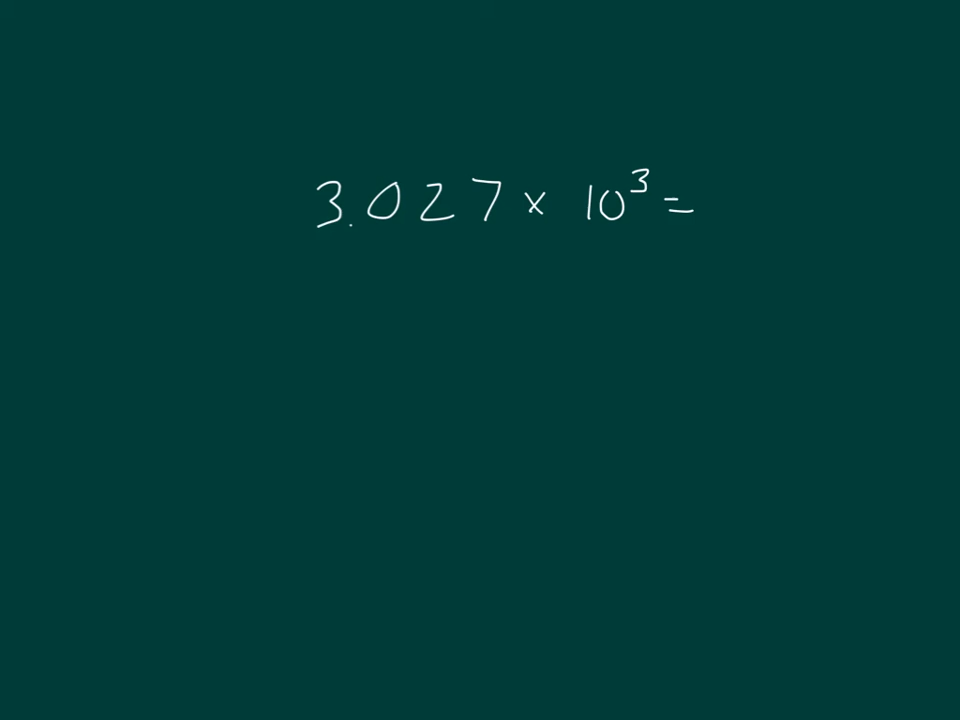 3.027 × 10³ =